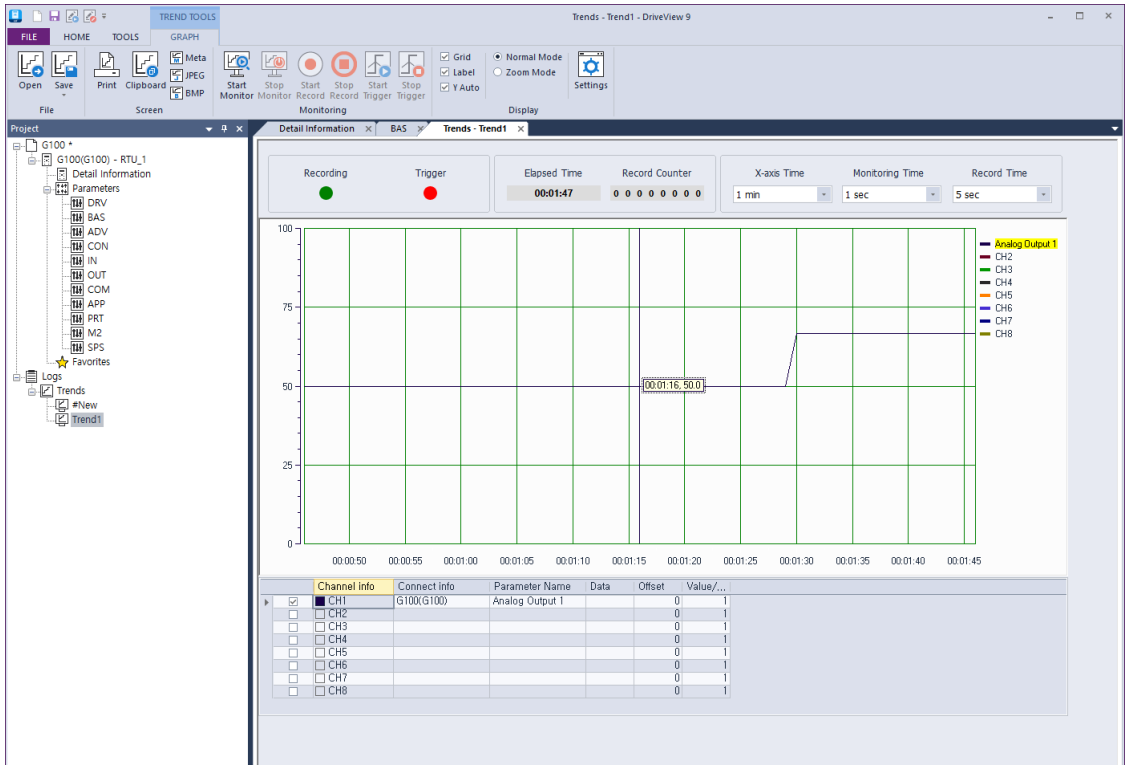 TREND TOOLS
Trends - Trend1 - DriveView 9
FILE HOME TOOLS GRAPH
Open Save
File
Print Clipboard Meta JPEG BMP
Screen
Start Monitor Stop Monitor Start Record Stop Record Start Trigger Stop Trigger
Monitoring
Grid Normal Mode
Label Zoom Mode
Y Auto
Display
Settings
Project
G100 *
G100(G100) - RTU_1
Detail Information
Parameters
DRV
BAS
ADV
CON
IN
OUT
COM
APP
PRT
M2
SPS
Favorites
Logs
Trends
#New
Trend1
Detail Information BAS Trends - Trend1
Recording Trigger Elapsed Time Record Counter X-axis Time Monitoring Time Record Time
00:01:47 0 0 0 0 0 0 0 0 1 min 1 sec 5 sec
100
75
50
25
0
00:01:16, 50.0
Analog Output 1
CH2
CH3
CH4
CH5
CH6
CH7
CH8
00:00:50 00:00:55 00:01:00 00:01:05 00:01:10 00:01:15 00:01:20 00:01:25 00:01:30 00:01:35 00:01:40 00:01:45
Channel info Connect info Parameter Name Data Offset Value/...
CH1 G100(G100) Analog Output 1 0 1
CH2 0 1
CH3 0 1
CH4 0 1
CH5 0 1
CH6 0 1
CH7 0 1
CH8 0 1